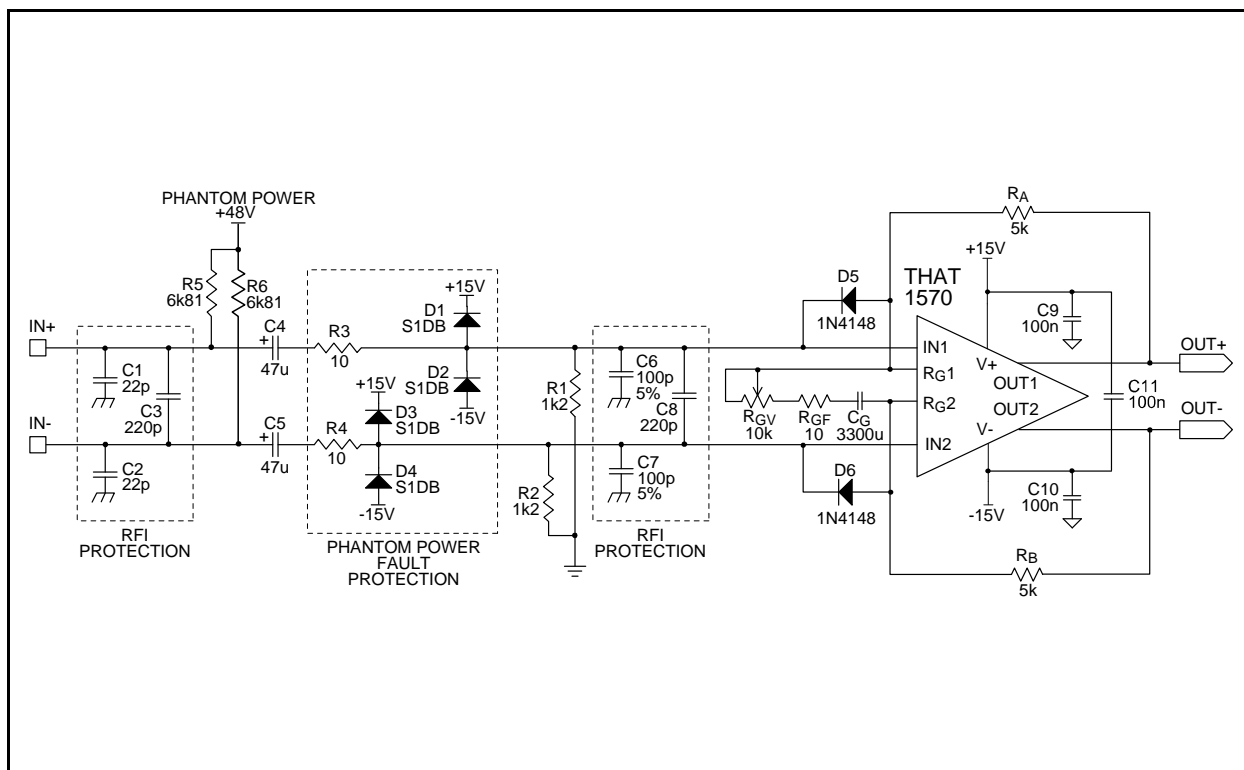 PHANTOM POWER
+48V
R5
6k81
R6
6k81
IN+
C1
22p
C3
220p
IN-
C2
22p
RFI
PROTECTION
C4
+
47u
C5
+
47u
R3
10
R4
10
+15V
D1
S1DB
D2
S1DB
-15V
+15V
D3
S1DB
D4
S1DB
-15V
PHANTOM POWER
FAULT
PROTECTION
R1
1k2
R2
1k2
C6
100p
5%
C8
220p
C7
100p
5%
RFI
PROTECTION
D5
1N4148
RGV
10k
RGF
10
CG
3300u
D6
1N4148
RA
5k
+15V
THAT
1570
C9
100n
IN1
RG1
RG2
IN2
V+
OUT1
OUT2
V-
C11
100n
C10
100n
-15V
RB
5k
OUT+
OUT-